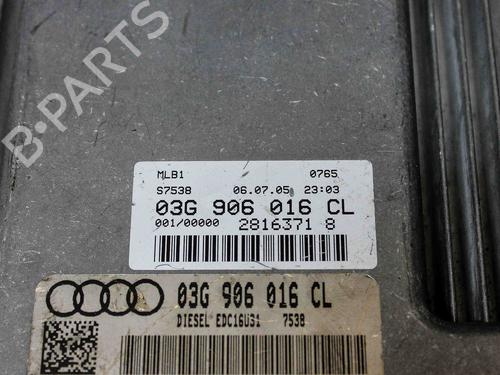 B-PARTS
MLB1 0765
S7538 06.07.05 23:03
03G 906 016 CL
001/00000 2816371 8
03G 906 016 CL
DIESEL EDC16US1 7538